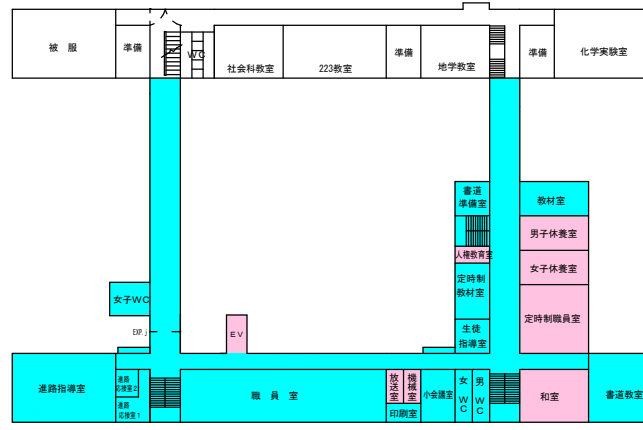 被 服
準備
WC
社会科教室
223教室
準備
地学教室
準備
化学実験室
書道
準備室
教材室
男子休養室
人権教育室
女子休養室
定時制
教材室
女子WC
定時制職員室
EXP.j
EV
生徒
指導室
進路指導室
進路
応接室2
進路
応接室1
職 員 室
放送室
機械室
印刷室
小会議室
女 WC
男 WC
和室
書道教室